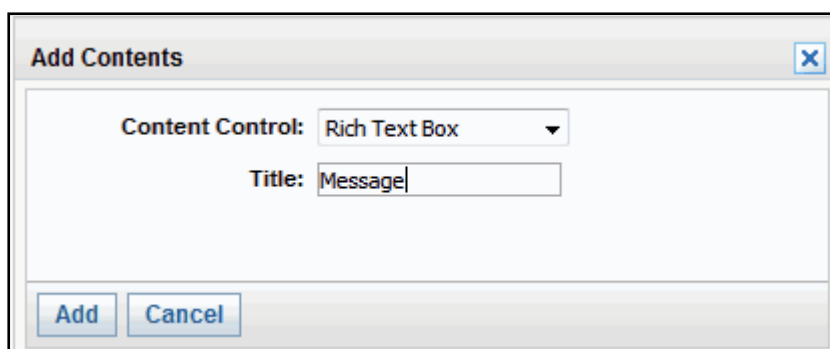 Add Contents
Content Control: Rich Text Box
Title: Message
Add Cancel